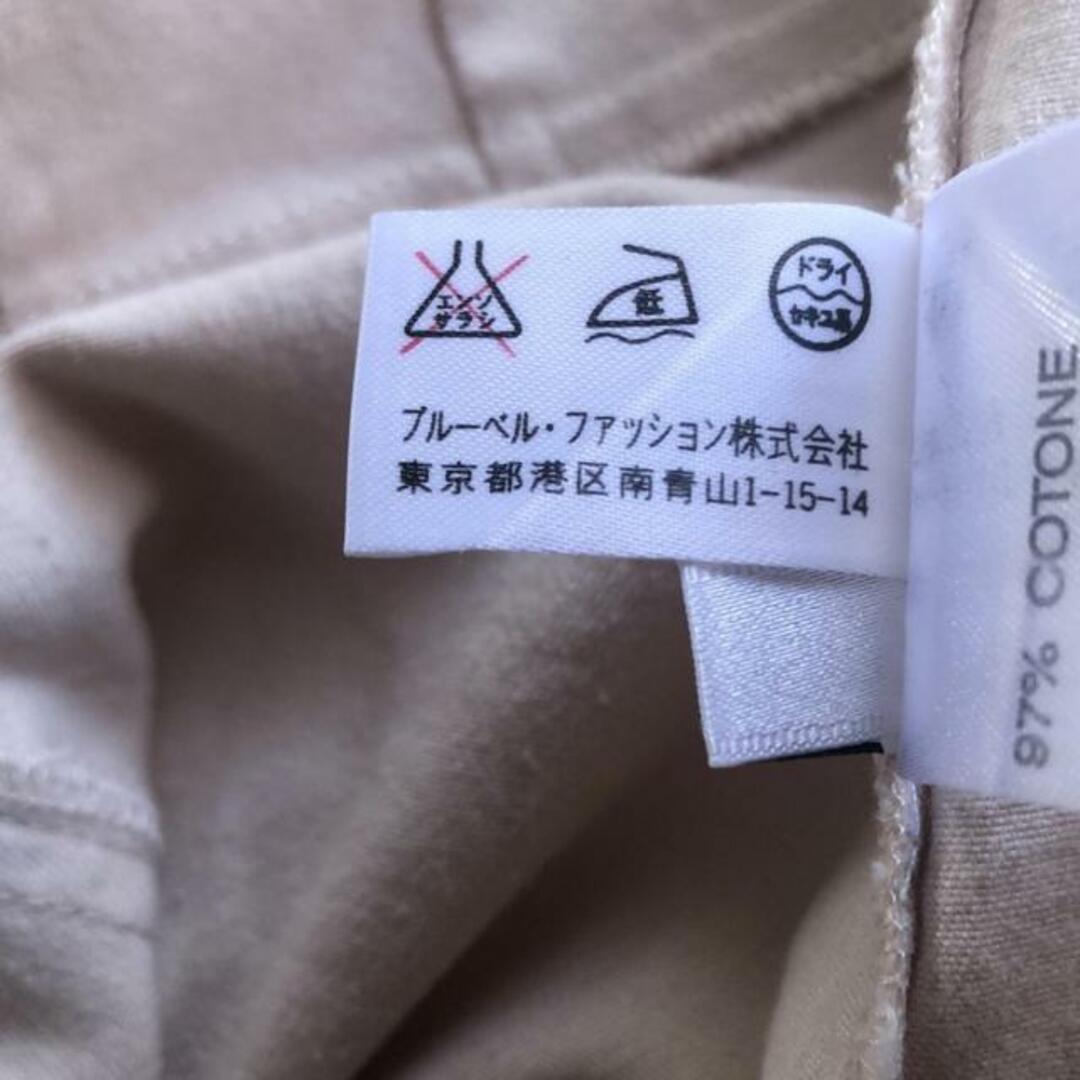 エンソ
サラシ
低
ドライ
セキユ系
ブルーベル・ファッション株式会社
東京都港区南青山1-15-14
97% COTONE